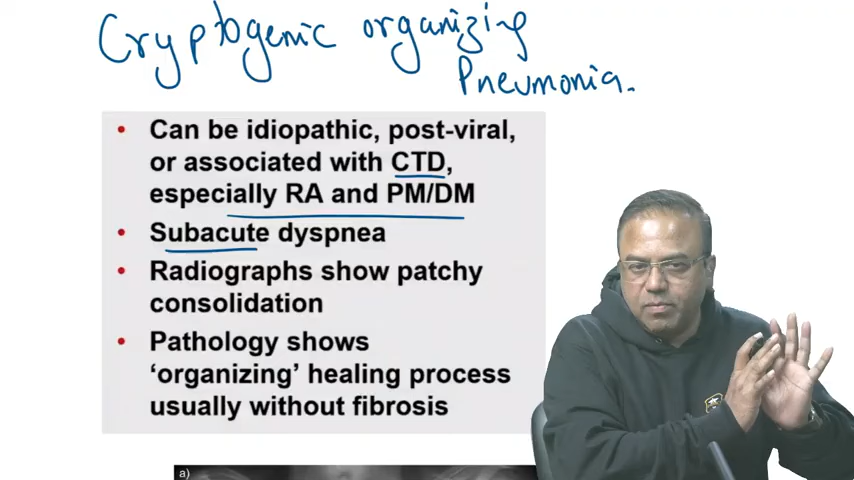 Cryptogenic organizing
Pneumonia.
• Can be idiopathic, post-viral,
or associated with CTD,
especially RA and PM/DM
• Subacute dyspnea
• Radiographs show patchy
consolidation
• Pathology shows
‘organizing’ healing process
usually without fibrosis
a)